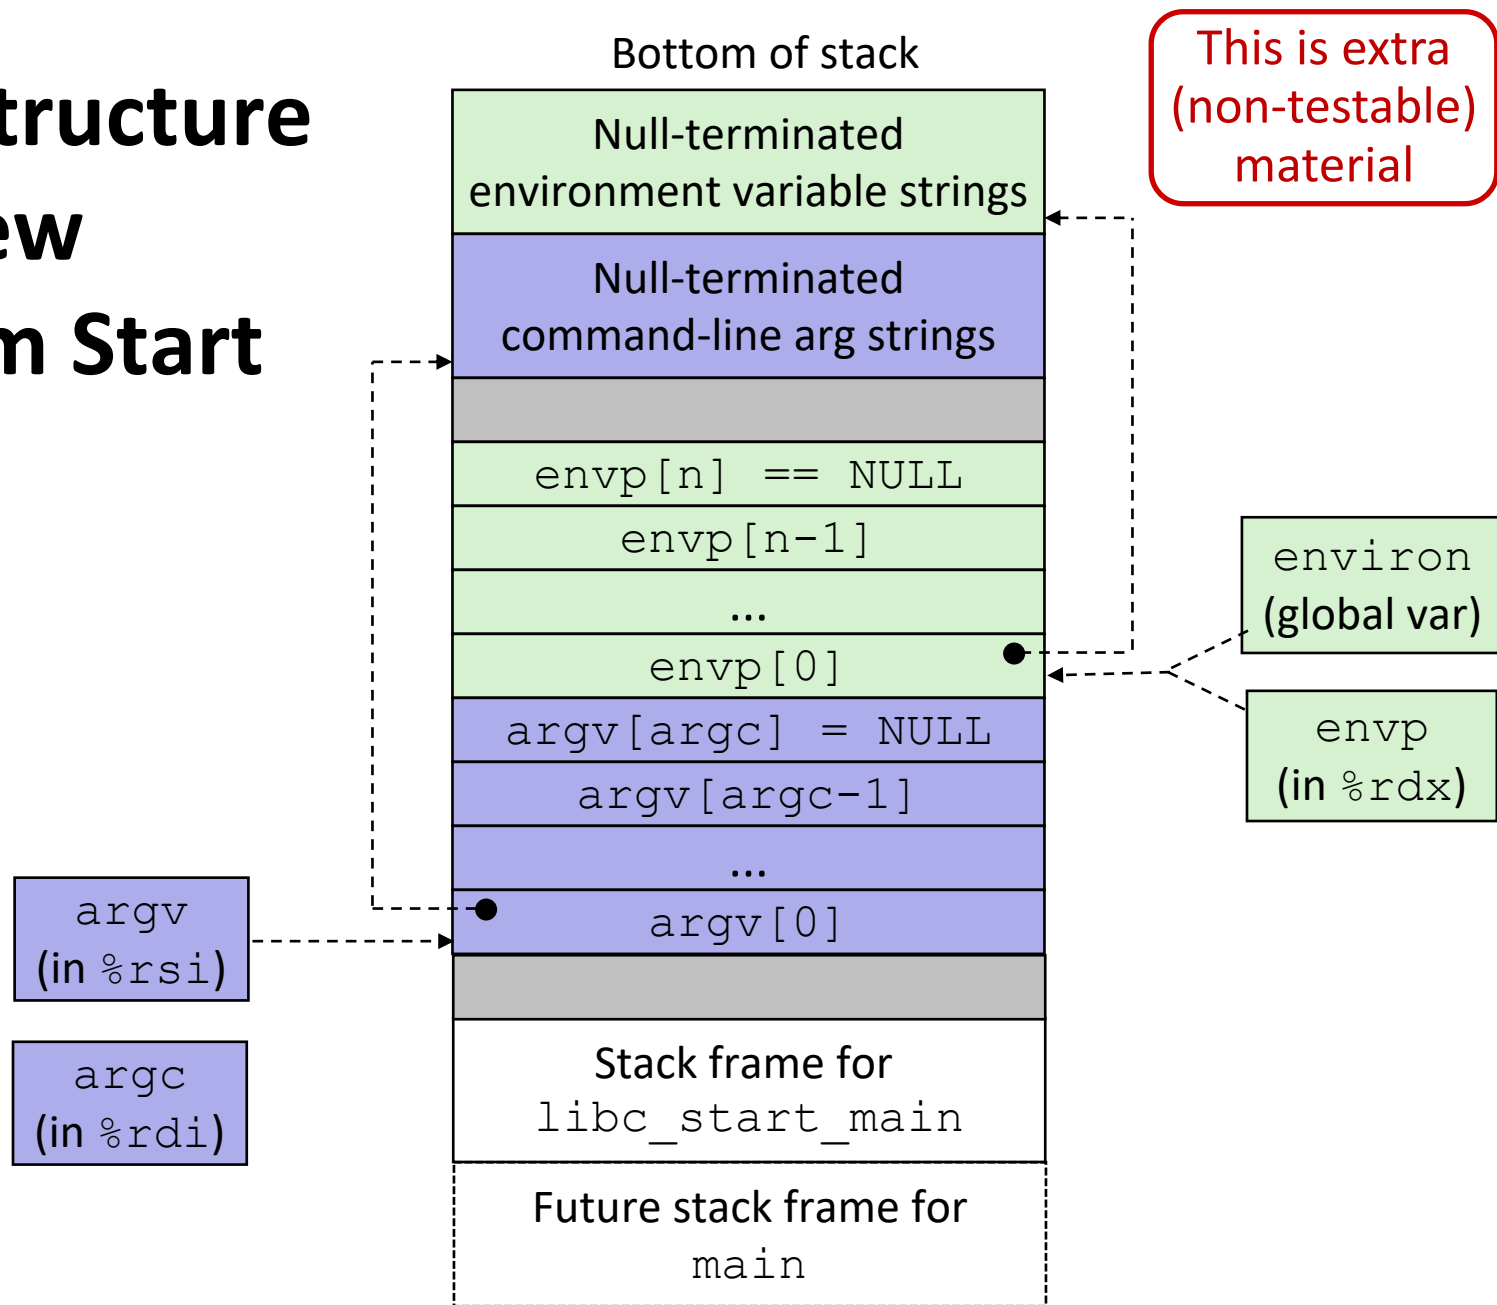 tructure
ew
m Start
Bottom of stack
This is extra
(non-testable)
material
Null-terminated
environment variable strings
Null-terminated
command-line arg strings
envp[n] == NULL
envp[n-1]
...
envp[0]
argv[argc] = NULL
argv[argc-1]
...
argv[0]
environ
(global var)
envp
(in %rdx)
argv
(in %rsi)
argc
(in %rdi)
Stack frame for
libc_start_main
Future stack frame for
main